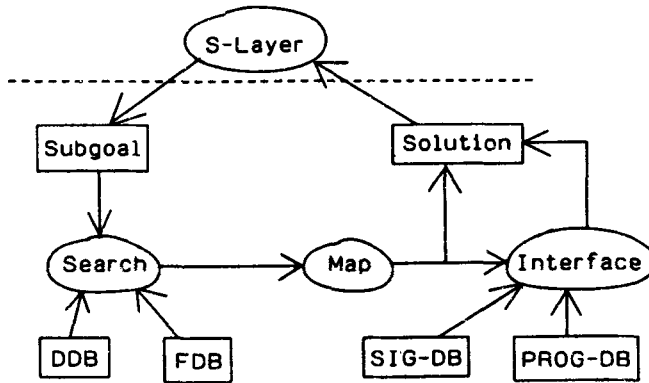 S-Layer
Subgoal
Solution
Search
Map
Interface
DDB
FDB
SIG-DB
PROG-DB